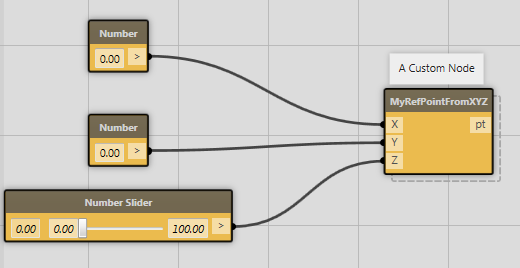 Number
0.00 >
A Custom Node
MyRefPointFromXYZ
X pt
Y
Z
Number
0.00 >
Number Slider
0.00 0.00 100.00 >